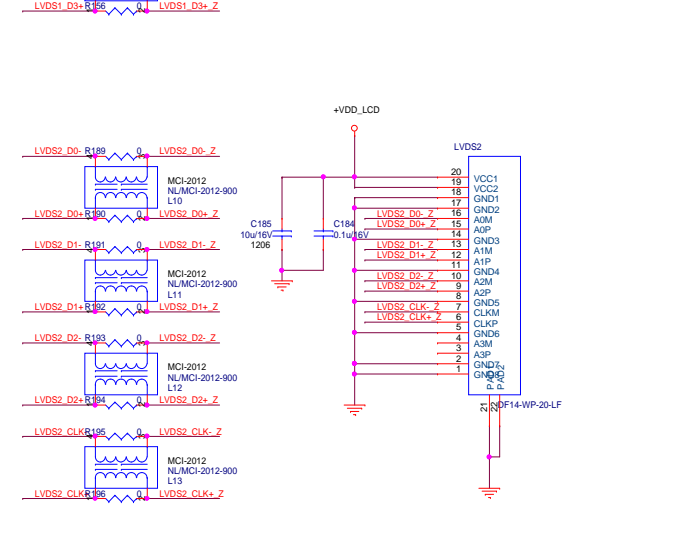 LVDS1_D3+ R156 0 LVDS1_D3+_Z
+VDD_LCD
LVDS2_D0- R189 0 LVDS2_D0-_Z
MCI-2012
NL/MCI-2012-900
L10
LVDS2_D0+ R190 0 LVDS2_D0+_Z
LVDS2_D1- R191 0 LVDS2_D1-_Z
MCI-2012
NL/MCI-2012-900
L11
LVDS2_D1+ R192 0 LVDS2_D1+_Z
LVDS2_D2- R193 0 LVDS2_D2-_Z
MCI-2012
NL/MCI-2012-900
L12
LVDS2_D2+ R194 0 LVDS2_D2+_Z
LVDS2_CLK- R195 0 LVDS2_CLK-_Z
MCI-2012
NL/MCI-2012-900
L13
LVDS2_CLK+ R196 0 LVDS2_CLK+_Z
C185
10u/16V
1206
C184
0.1u/16V
LVDS2
20 VCC1
19 VCC2
18 GND1
17 GND2
LVDS2_D0-_Z 16 A0M
LVDS2_D0+_Z 15 A0P
14 GND3
LVDS2_D1-_Z 13 A1M
LVDS2_D1+_Z 12 A1P
11 GND4
LVDS2_D2-_Z 10 A2M
LVDS2_D2+_Z 9 A2P
8 GND5
LVDS2_CLK-_Z 7 CLKM
LVDS2_CLK+_Z 6 CLKP
5 GND6
4 A3M
3 A3P
2 GND7
1 GND8
PAD1
PAD2
21
22
DF14-WP-20-LF